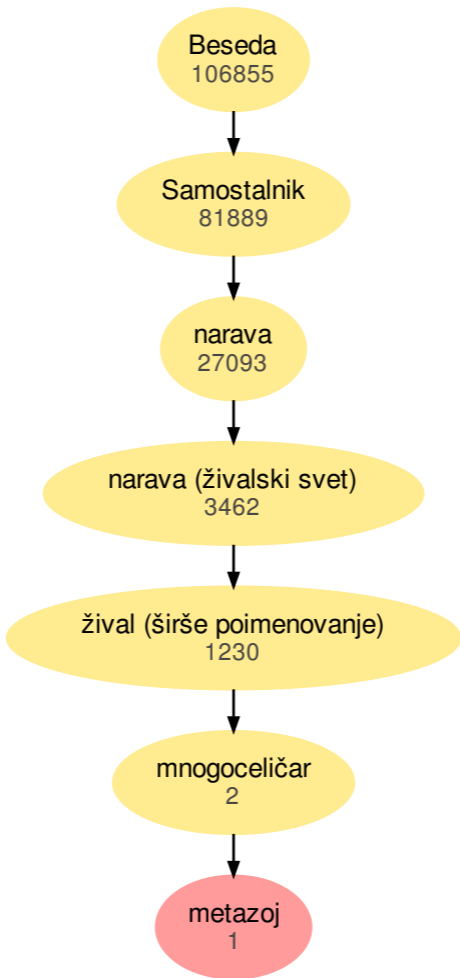 Beseda
106855
Samostalnik
81889
narava
27093
narava (živalski svet)
3462
žival (širše poimenovanje)
1230
mnogoceličar
2
metazoj
1